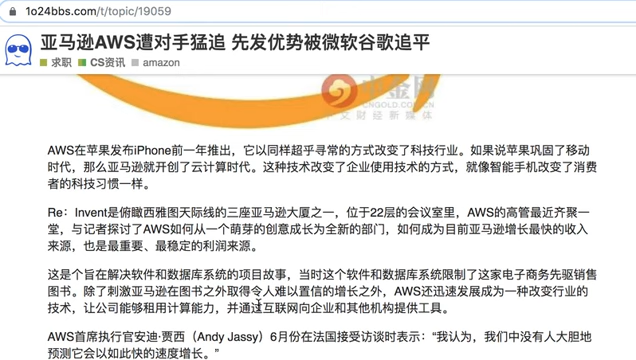 1o24bbs.com/t/topic/19059
亚马逊AWS遭对手猛追 先发优势被微软谷歌追平
求职 CS资讯 amazon
中金网
CNGOLD.COM.CN
财经新媒体
AWS在苹果发布iPhone前一年推出，它以同样超乎寻常的方式改变了科技行业。如果说苹果巩固了移动
时代，那么亚马逊就开创了云计算时代。这种技术改变了企业使用技术的方式，就像智能手机改变了消费
者的科技习惯一样。
Re：Invent是俯瞰西雅图天际线的三座亚马逊大厦之一，位于22层的会议室里，AWS的高管最近齐聚一
堂，与记者探讨了AWS如何从一个萌芽的创意成长为全新的部门，如何成为目前亚马逊增长最快的收入
来源，也是最重要、最稳定的利润来源。
这是个旨在解决软件和数据库系统的项目故事，当时这个软件和数据库系统限制了这家电子商务先驱销售
图书。除了刺激亚马逊在图书之外取得令人难以置信的增长之外，AWS还迅速发展成为一种改变行业的
技术，让公司能够租用计算能力，并通过互联网向企业和其他机构提供工具。
AWS首席执行官安迪·贾西（Andy Jassy）6月份在法国接受访谈时表示：“我认为，我们中没有人大胆地
预测它会以如此快的速度增长。”